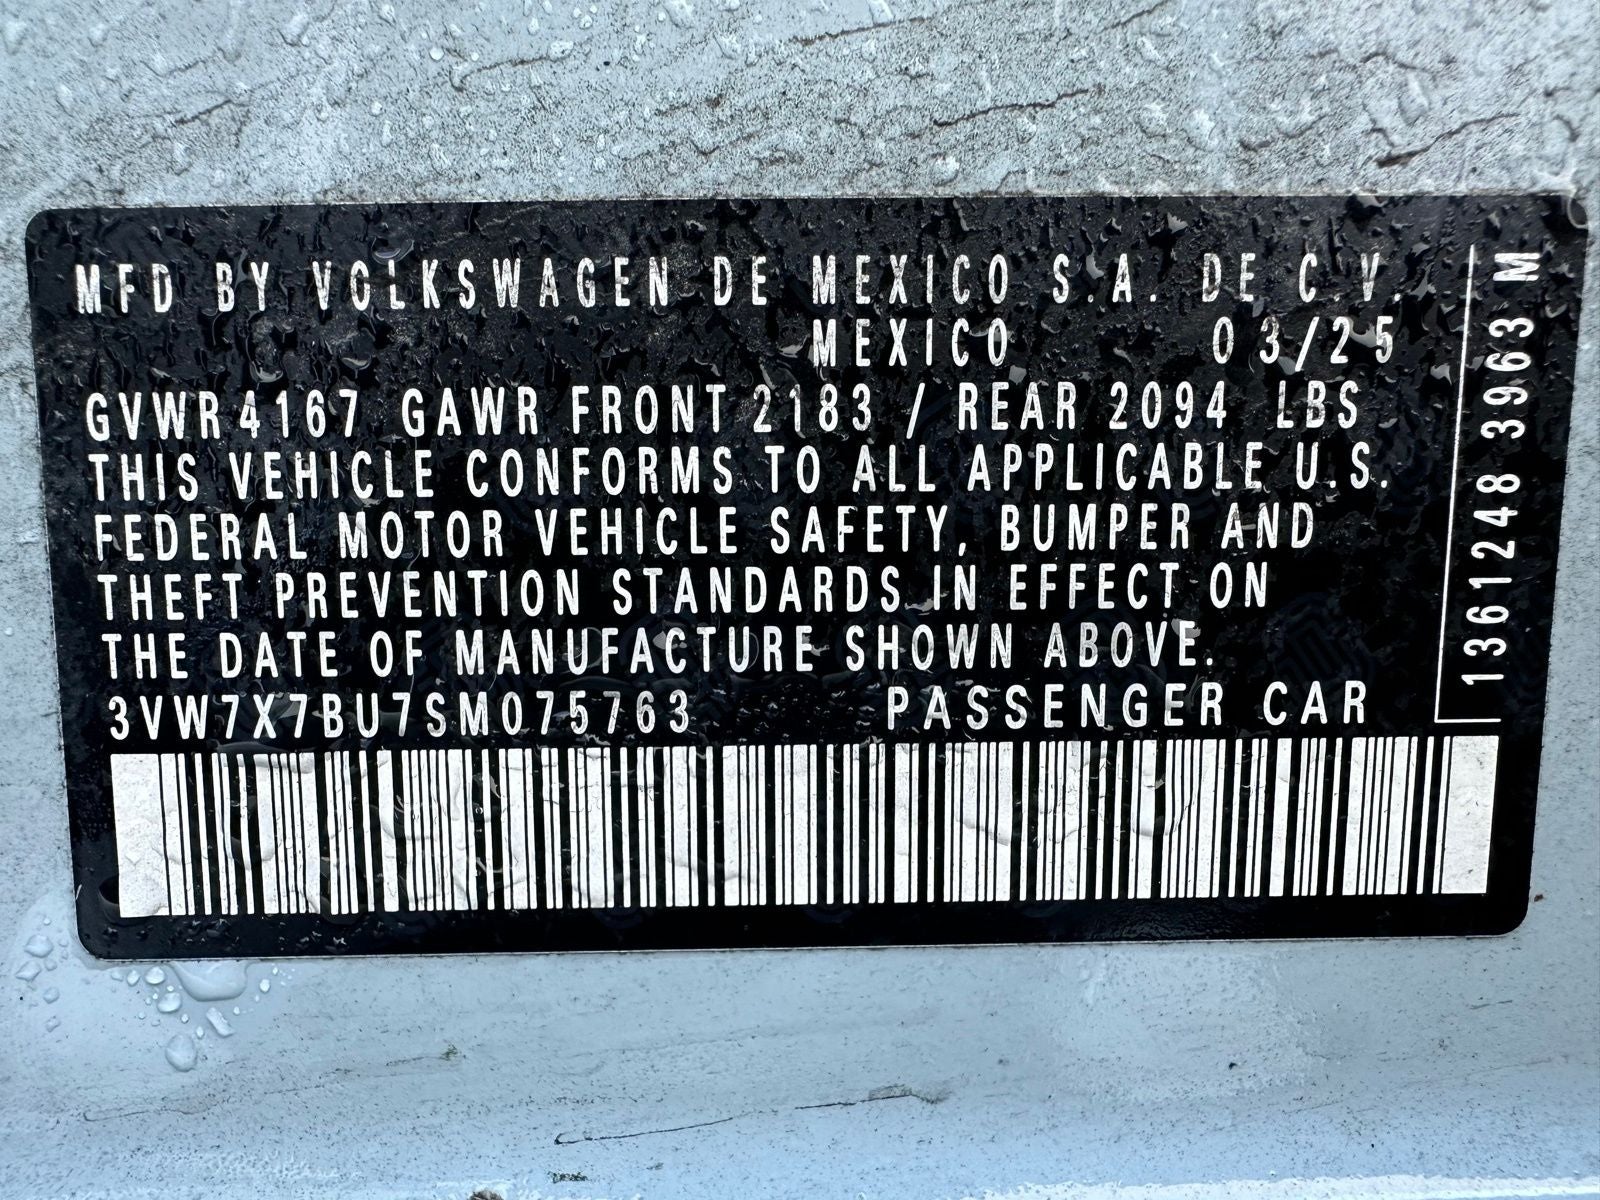 MFD BY VOLKSWAGEN DE MEXICO S.A. DE C.V.
MEXICO 03/25
GVWR 4167 GAWR FRONT 2183 / REAR 2094 LBS
THIS VEHICLE CONFORMS TO ALL APPLICABLE U.S.
FEDERAL MOTOR VEHICLE SAFETY, BUMPER AND
THEFT PREVENTION STANDARDS IN EFFECT ON
THE DATE OF MANUFACTURE SHOWN ABOVE.
3VW7X7BU7SM075763 PASSENGER CAR
1361248 3963 M